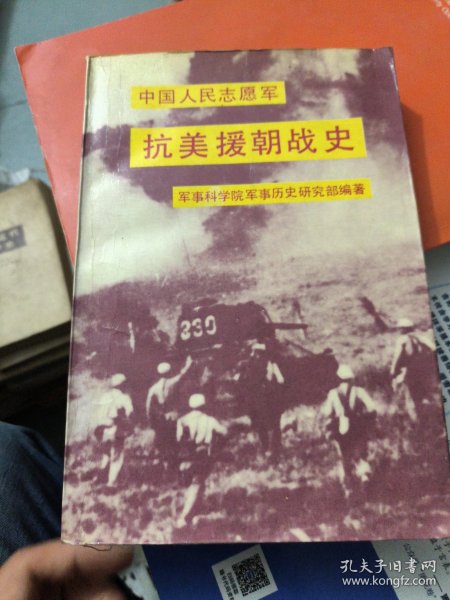 中国人民志愿军
抗美援朝战史
军事科学院军事历史研究部编著
230
孔夫子旧书网
www.kongfz.com